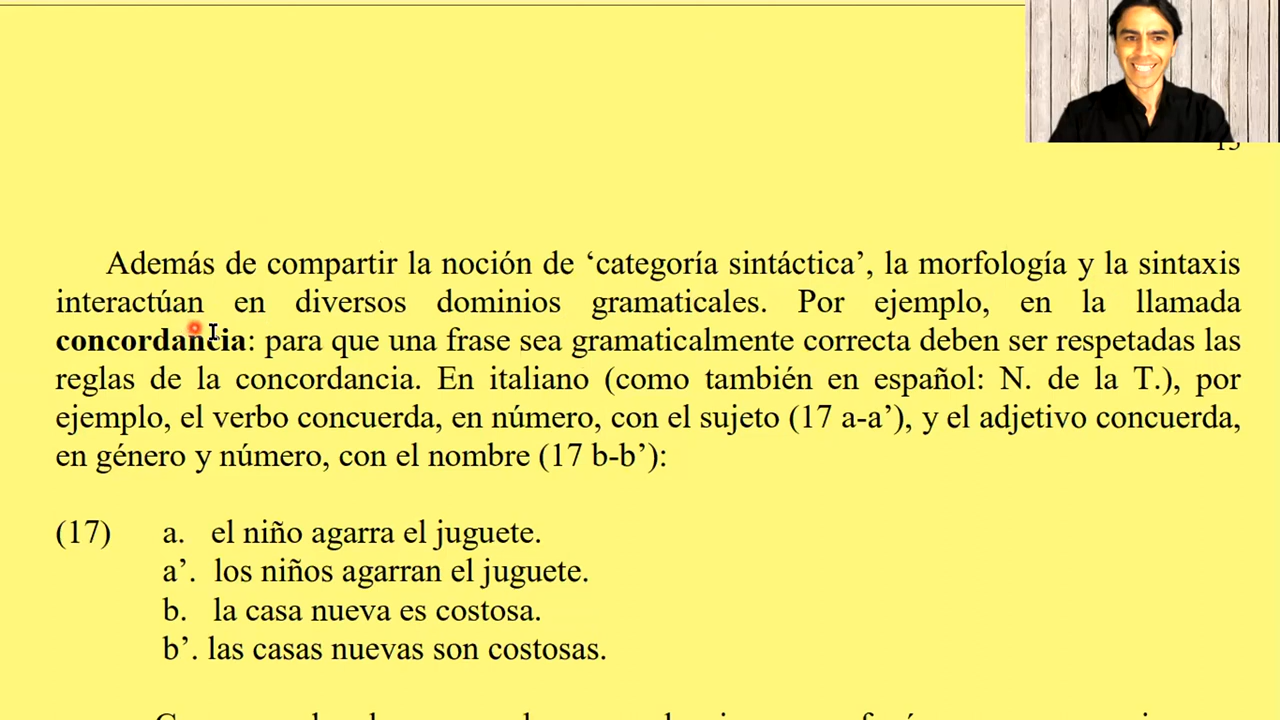 Además de compartir la noción de ‘categoría sintáctica’, la morfología y la sintaxis
interactúan en diversos dominios gramaticales. Por ejemplo, en la llamada
concordancia: para que una frase sea gramaticalmente correcta deben ser respetadas las
reglas de la concordancia. En italiano (como también en español: N. de la T.), por
ejemplo, el verbo concuerda, en número, con el sujeto (17 a-a’), y el adjetivo concuerda,
en género y número, con el nombre (17 b-b’):
(17) a. el niño agarra el juguete.
a’. los niños agarran el juguete.
b. la casa nueva es costosa.
b’. las casas nuevas son costosas.